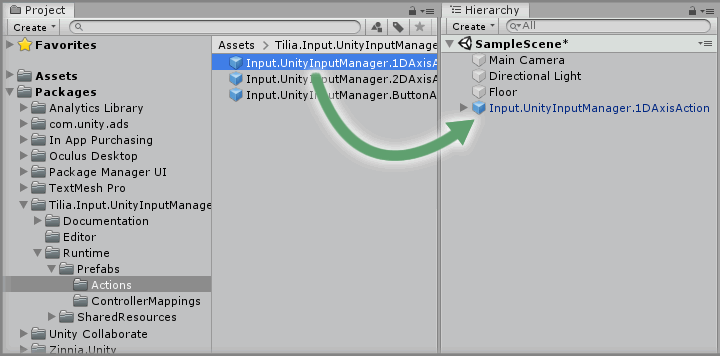 Project
Create
Favorites
Assets
Packages
Analytics Library
com.unity.ads
In App Purchasing
Oculus Desktop
Package Manager UI
TextMesh Pro
Tilia.Input.UnityInputManage
Documentation
Editor
Runtime
Prefabs
Actions
ControllerMappings
SharedResources
Unity Collaborate
Zinnia.Unity
Assets > Tilia.Input.UnityInputManage
Input.UnityInputManager.1DAxisA
Input.UnityInputManager.2DAxisA
Input.UnityInputManager.ButtonA
Hierarchy
Create All
SampleScene*
Main Camera
Directional Light
Floor
Input.UnityInputManager.1DAxisAction